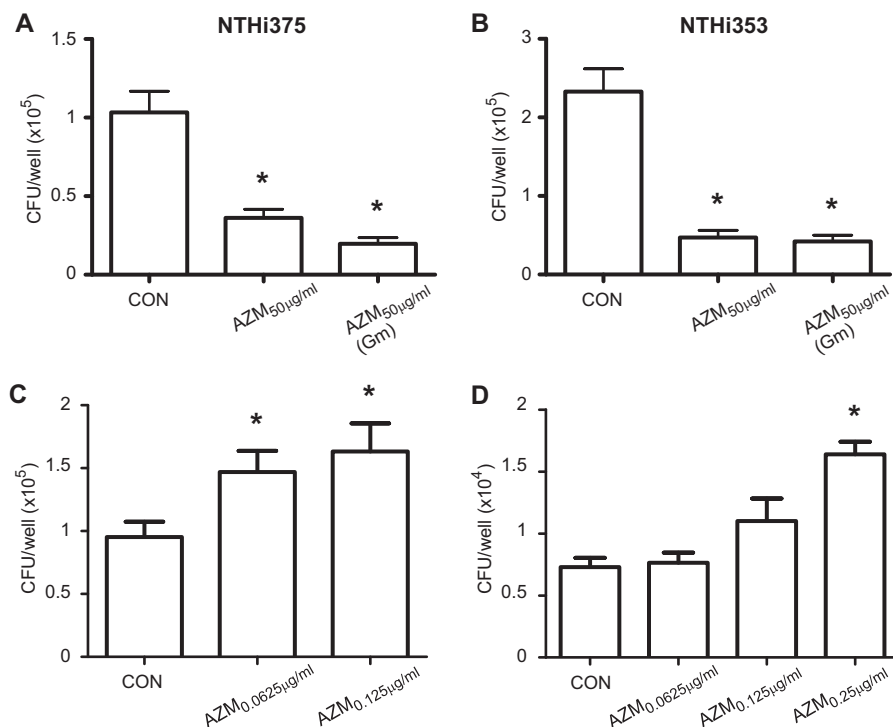 A
NTHi375
CFU/well (x10⁵)
1.5
1
0.5
0
CON
AZM50µg/ml
AZM50µg/ml
(Gm)
*
*
B
NTHi353
CFU/well (x10⁵)
3
2
1
0
CON
AZM50µg/ml
AZM50µg/ml
(Gm)
*
*
C
CFU/well (x10⁵)
2
1.5
1
0.5
0
CON
AZM0.0625µg/ml
AZM0.125µg/ml
*
*
D
CFU/well (x10⁴)
2
1.5
1
0.5
0
CON
AZM0.0625µg/ml
AZM0.125µg/ml
AZM0.25µg/ml
*